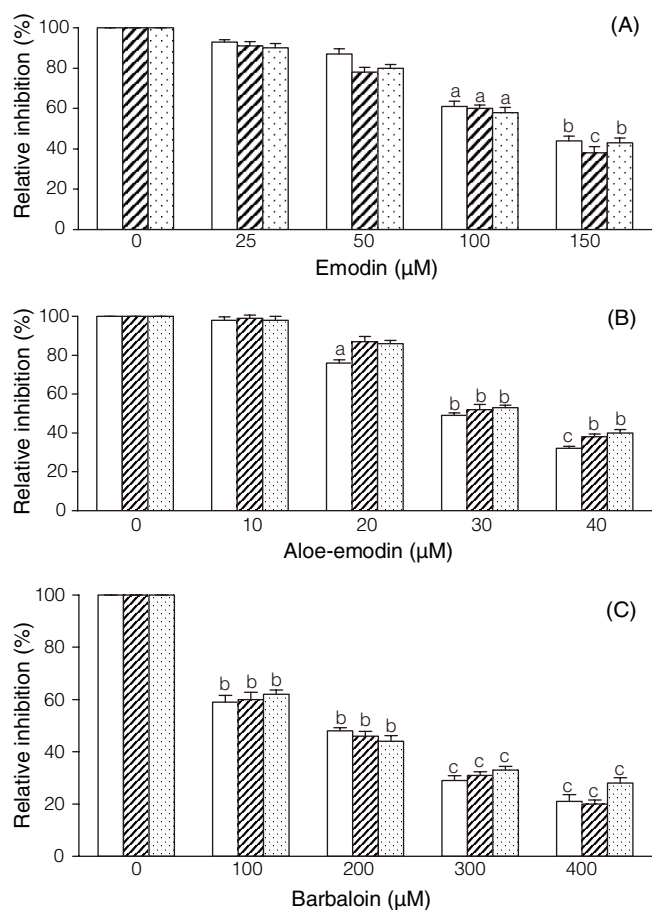 (A)
Relative inhibition (%)
100
80
60
40
20
0
a a a
b c b
0 25 50 100 150
Emodin (μM)
(B)
Relative inhibition (%)
100
80
60
40
20
0
a
b b b
c b b
0 10 20 30 40
Aloe-emodin (μM)
(C)
Relative inhibition (%)
100
80
60
40
20
0
b b b
b b b
c c c
c c c
0 100 200 300 400
Barbaloin (μM)